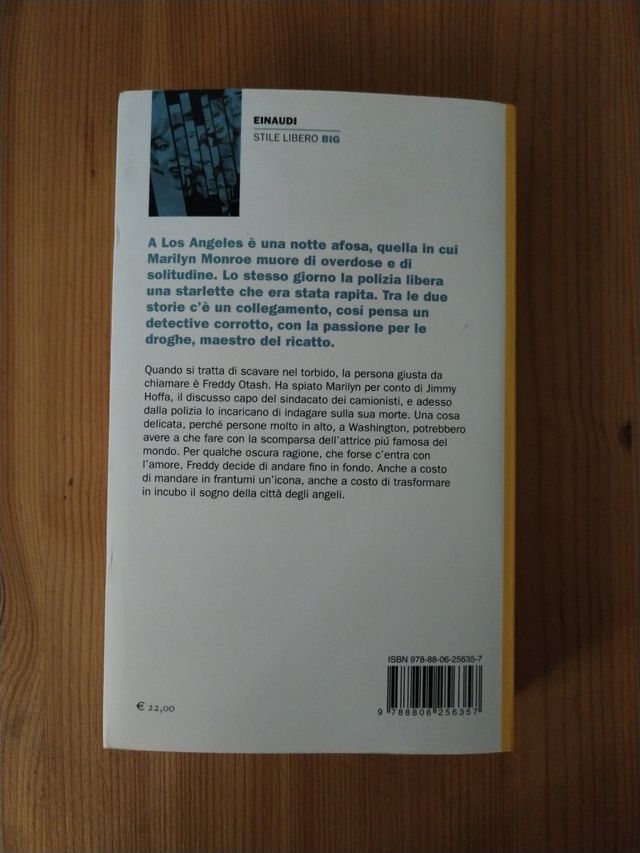 EINAUDI
STILE LIBERO BIG
A Los Angeles è una notte afosa, quella in cui
Marilyn Monroe muore di overdose e di
solitudine. Lo stesso giorno la polizia libera
una starlette che era stata rapita. Tra le due
storie c'è un collegamento, cosí pensa un
detective corrotto, con la passione per le
droghe, maestro del ricatto.
Quando si tratta di scavare nel torbido, la persona giusta da
chiamare è Freddy Otash. Ha spiato Marilyn per conto di Jimmy
Hoffa, il discusso capo del sindacato dei camionisti, e adesso
dalla polizia lo incaricano di indagare sulla sua morte. Una cosa
delicata, perché persone molto in alto, a Washington, potrebbero
avere a che fare con la scomparsa dell'attrice piú famosa del
mondo. Per qualche oscura ragione, che forse c'entra con
l'amore, Freddy decide di andare fino in fondo. Anche a costo
di mandare in frantumi un'icona, anche a costo di trasformare
in incubo il sogno della città degli angeli.
ISBN 978-88-06-25635-7
9 788806 256357
€ 22,00